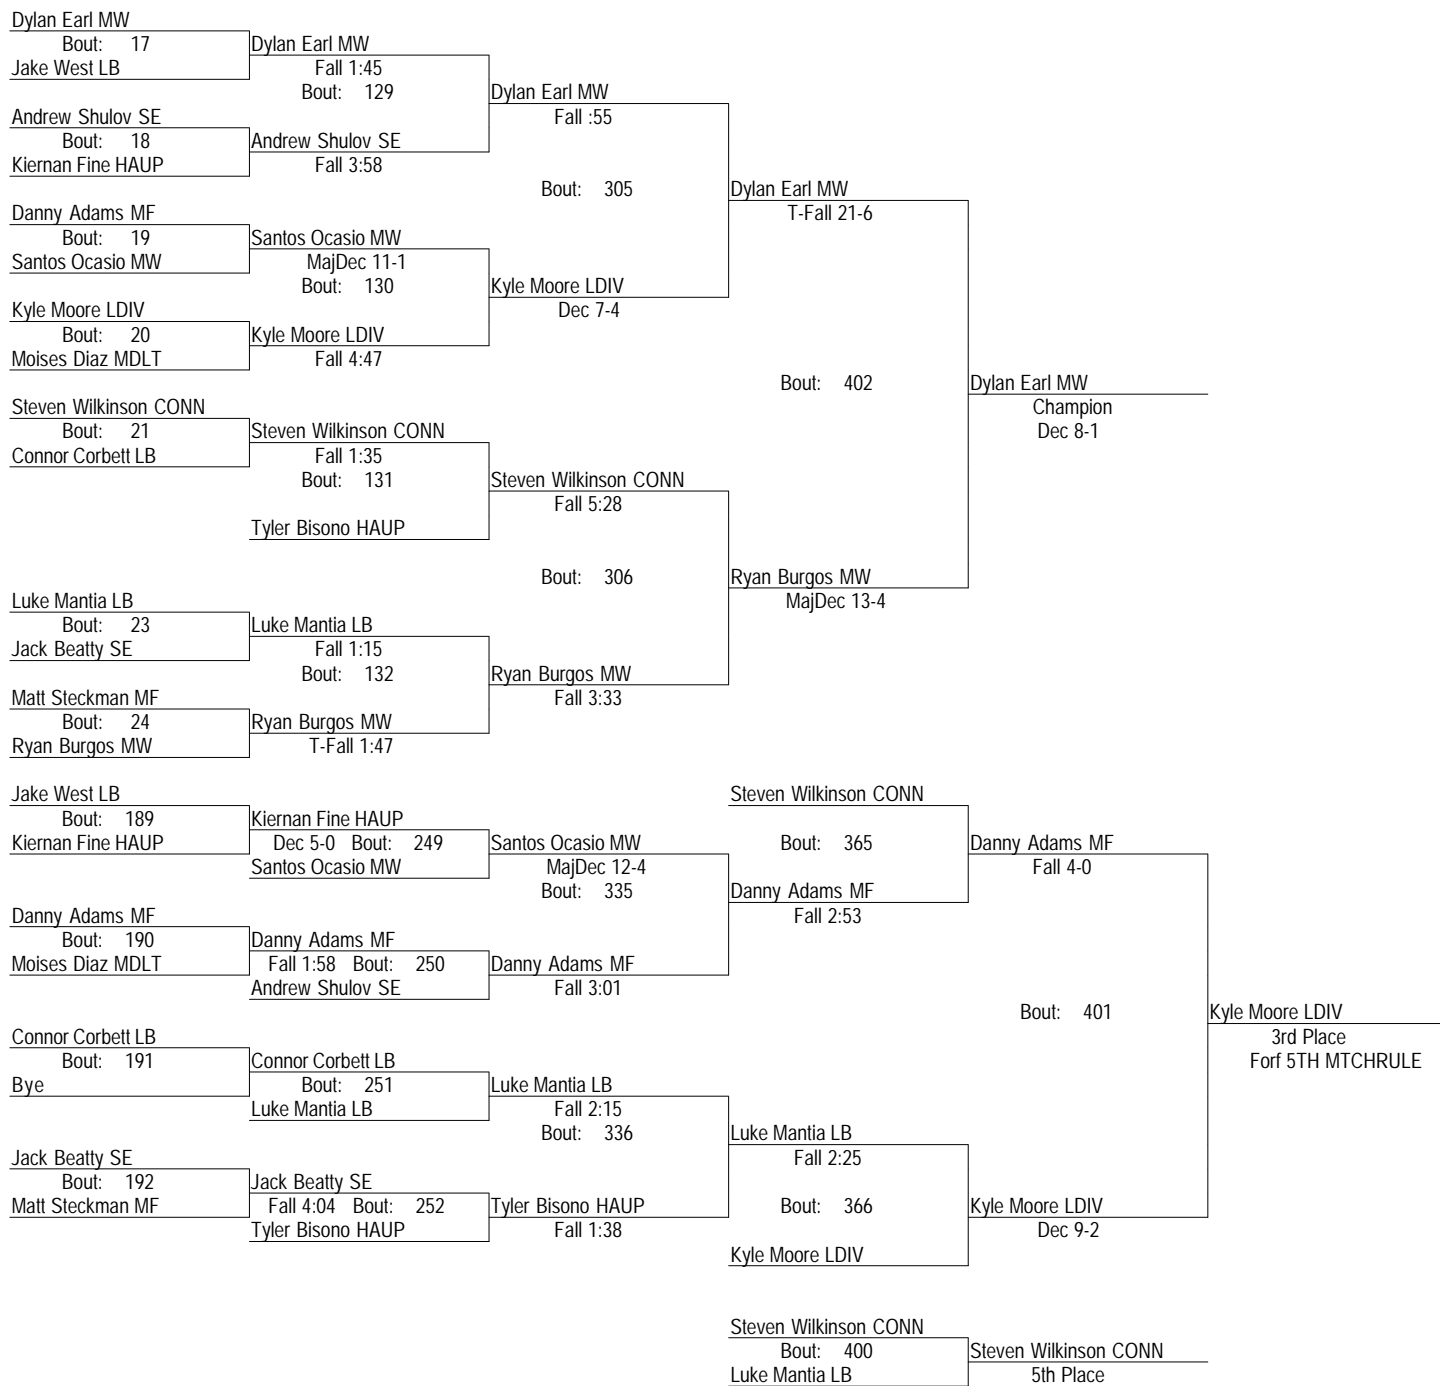 Dylan Earl MW
Bout: 17
Jake West LB
Dylan Earl MW
Fall 1:45
Bout: 129
Andrew Shulov SE
Bout: 18
Kiernan Fine HAUP
Andrew Shulov SE
Fall 3:58
Dylan Earl MW
Fall :55
Bout: 305
Danny Adams MF
Bout: 19
Santos Ocasio MW
Santos Ocasio MW
MajDec 11-1
Bout: 130
Kyle Moore LDIV
Bout: 20
Moises Diaz MDLT
Kyle Moore LDIV
Fall 4:47
Kyle Moore LDIV
Dec 7-4
Dylan Earl MW
T-Fall 21-6
Bout: 402
Steven Wilkinson CONN
Bout: 21
Connor Corbett LB
Steven Wilkinson CONN
Fall 1:35
Bout: 131
Tyler Bisono HAUP
Steven Wilkinson CONN
Fall 5:28
Bout: 306
Luke Mantia LB
Bout: 23
Jack Beatty SE
Luke Mantia LB
Fall 1:15
Bout: 132
Matt Steckman MF
Bout: 24
Ryan Burgos MW
Ryan Burgos MW
T-Fall 1:47
Ryan Burgos MW
Fall 3:33
Ryan Burgos MW
MajDec 13-4
Dylan Earl MW
Champion
Dec 8-1
Jake West LB
Bout: 189
Kiernan Fine HAUP
Kiernan Fine HAUP
Dec 5-0 Bout: 249
Santos Ocasio MW
Santos Ocasio MW
MajDec 12-4
Bout: 335
Danny Adams MF
Bout: 190
Moises Diaz MDLT
Danny Adams MF
Fall 1:58 Bout: 250
Andrew Shulov SE
Danny Adams MF
Fall 3:01
Steven Wilkinson CONN
Bout: 365
Danny Adams MF
Fall 2:53
Danny Adams MF
Fall 4-0
Bout: 401
Connor Corbett LB
Bout: 191
Bye
Connor Corbett LB
Bout: 251
Luke Mantia LB
Luke Mantia LB
Fall 2:15
Bout: 336
Jack Beatty SE
Bout: 192
Matt Steckman MF
Jack Beatty SE
Fall 4:04 Bout: 252
Tyler Bisono HAUP
Tyler Bisono HAUP
Fall 1:38
Luke Mantia LB
Fall 2:25
Bout: 366
Kyle Moore LDIV
Kyle Moore LDIV
Dec 9-2
Kyle Moore LDIV
3rd Place
Forf 5TH MTCHRULE
Steven Wilkinson CONN
Bout: 400
Luke Mantia LB
Steven Wilkinson CONN
5th Place